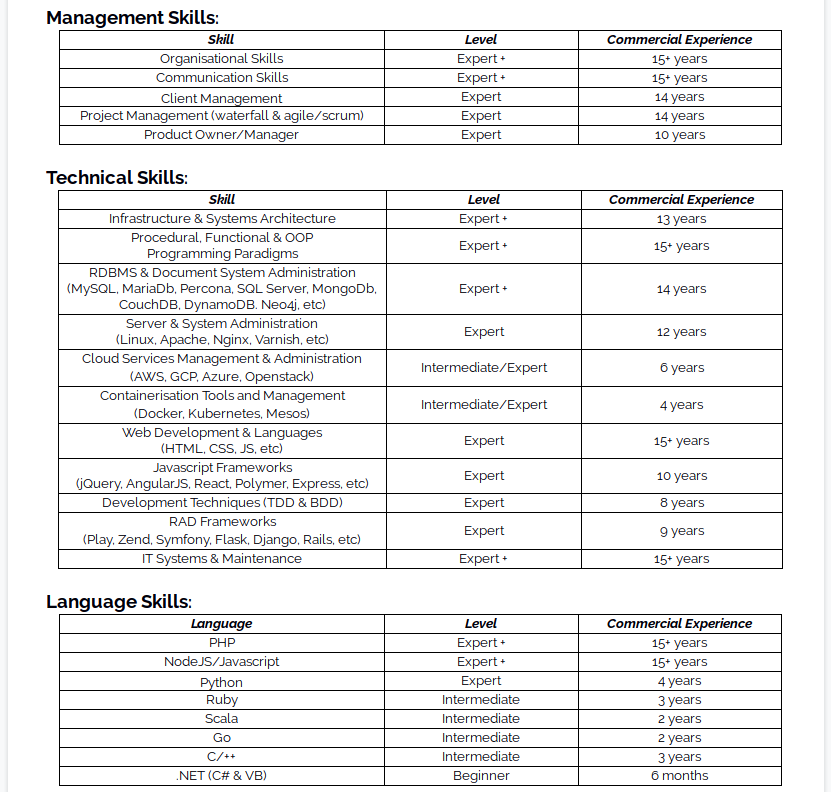 Management Skills:
Skill Level Commercial Experience
Organisational Skills Expert + 15+ years
Communication Skills Expert + 15+ years
Client Management Expert 14 years
Project Management (waterfall & agile/scrum) Expert 14 years
Product Owner/Manager Expert 10 years
Technical Skills:
Skill Level Commercial Experience
Infrastructure & Systems Architecture Expert + 13 years
Procedural, Functional & OOP
Programming Paradigms Expert + 15+ years
RDBMS & Document System Administration
(MySQL, MariaDb, Percona, SQL Server, MongoDb, Expert + 14 years
CouchDB, DynamoDB. Neo4j, etc)
Server & System Administration
(Linux, Apache, Nginx, Varnish, etc) Expert 12 years
Cloud Services Management & Administration
(AWS, GCP, Azure, Openstack) Intermediate/Expert 6 years
Containerisation Tools and Management
(Docker, Kubernetes, Mesos) Intermediate/Expert 4 years
Web Development & Languages
(HTML, CSS, JS, etc) Expert 15+ years
Javascript Frameworks
(jQuery, AngularJS, React, Polymer, Express, etc) Expert 10 years
Development Techniques (TDD & BDD) Expert 8 years
RAD Frameworks
(Play, Zend, Symfony, Flask, Django, Rails, etc) Expert 9 years
IT Systems & Maintenance Expert + 15+ years
Language Skills:
Language Level Commercial Experience
PHP Expert + 15+ years
NodeJS/Javascript Expert + 15+ years
Python Expert 4 years
Ruby Intermediate 3 years
Scala Intermediate 2 years
Go Intermediate 2 years
C/++ Intermediate 3 years
.NET (C# & VB) Beginner 6 months